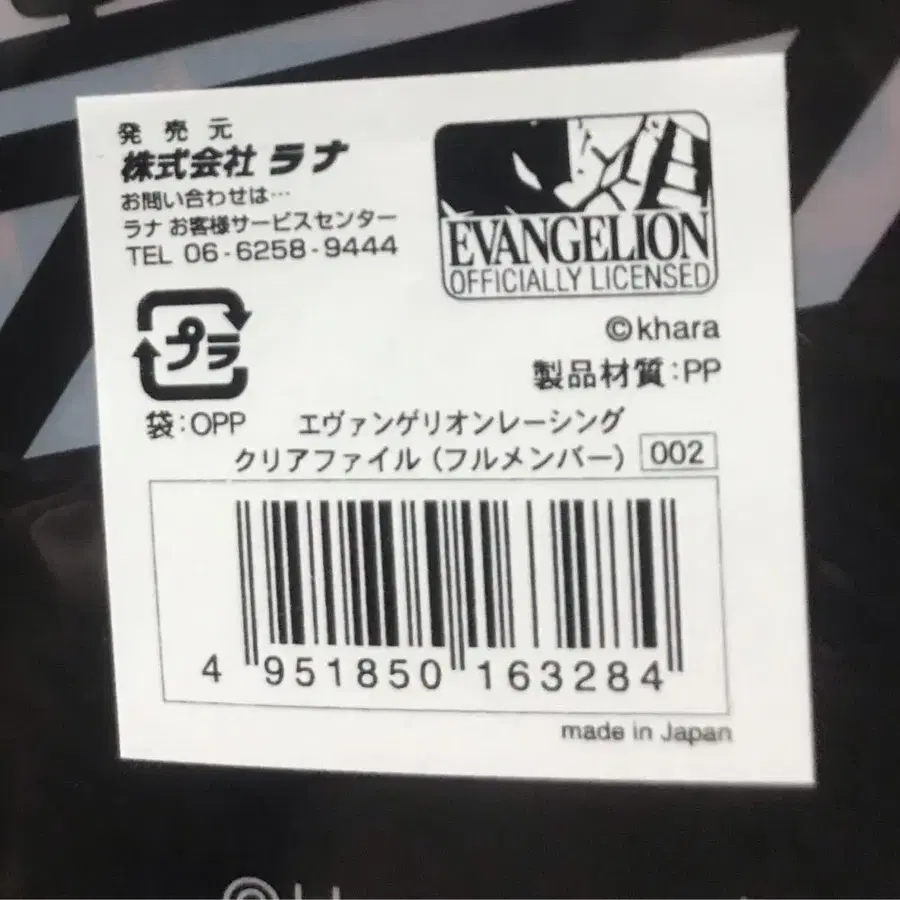 発売元
株式会社 ラナ
お問い合わせは…
ラナ お客様サービスセンター
TEL 06-6258-9444
EVANGELION
OFFICIALLY LICENSED
©khara
製品材質:PP
プラ
袋:OPP
エヴァンゲリオンレーシング
クリアファイル(フルメンバー) 002
4 951850 163284
made in Japan